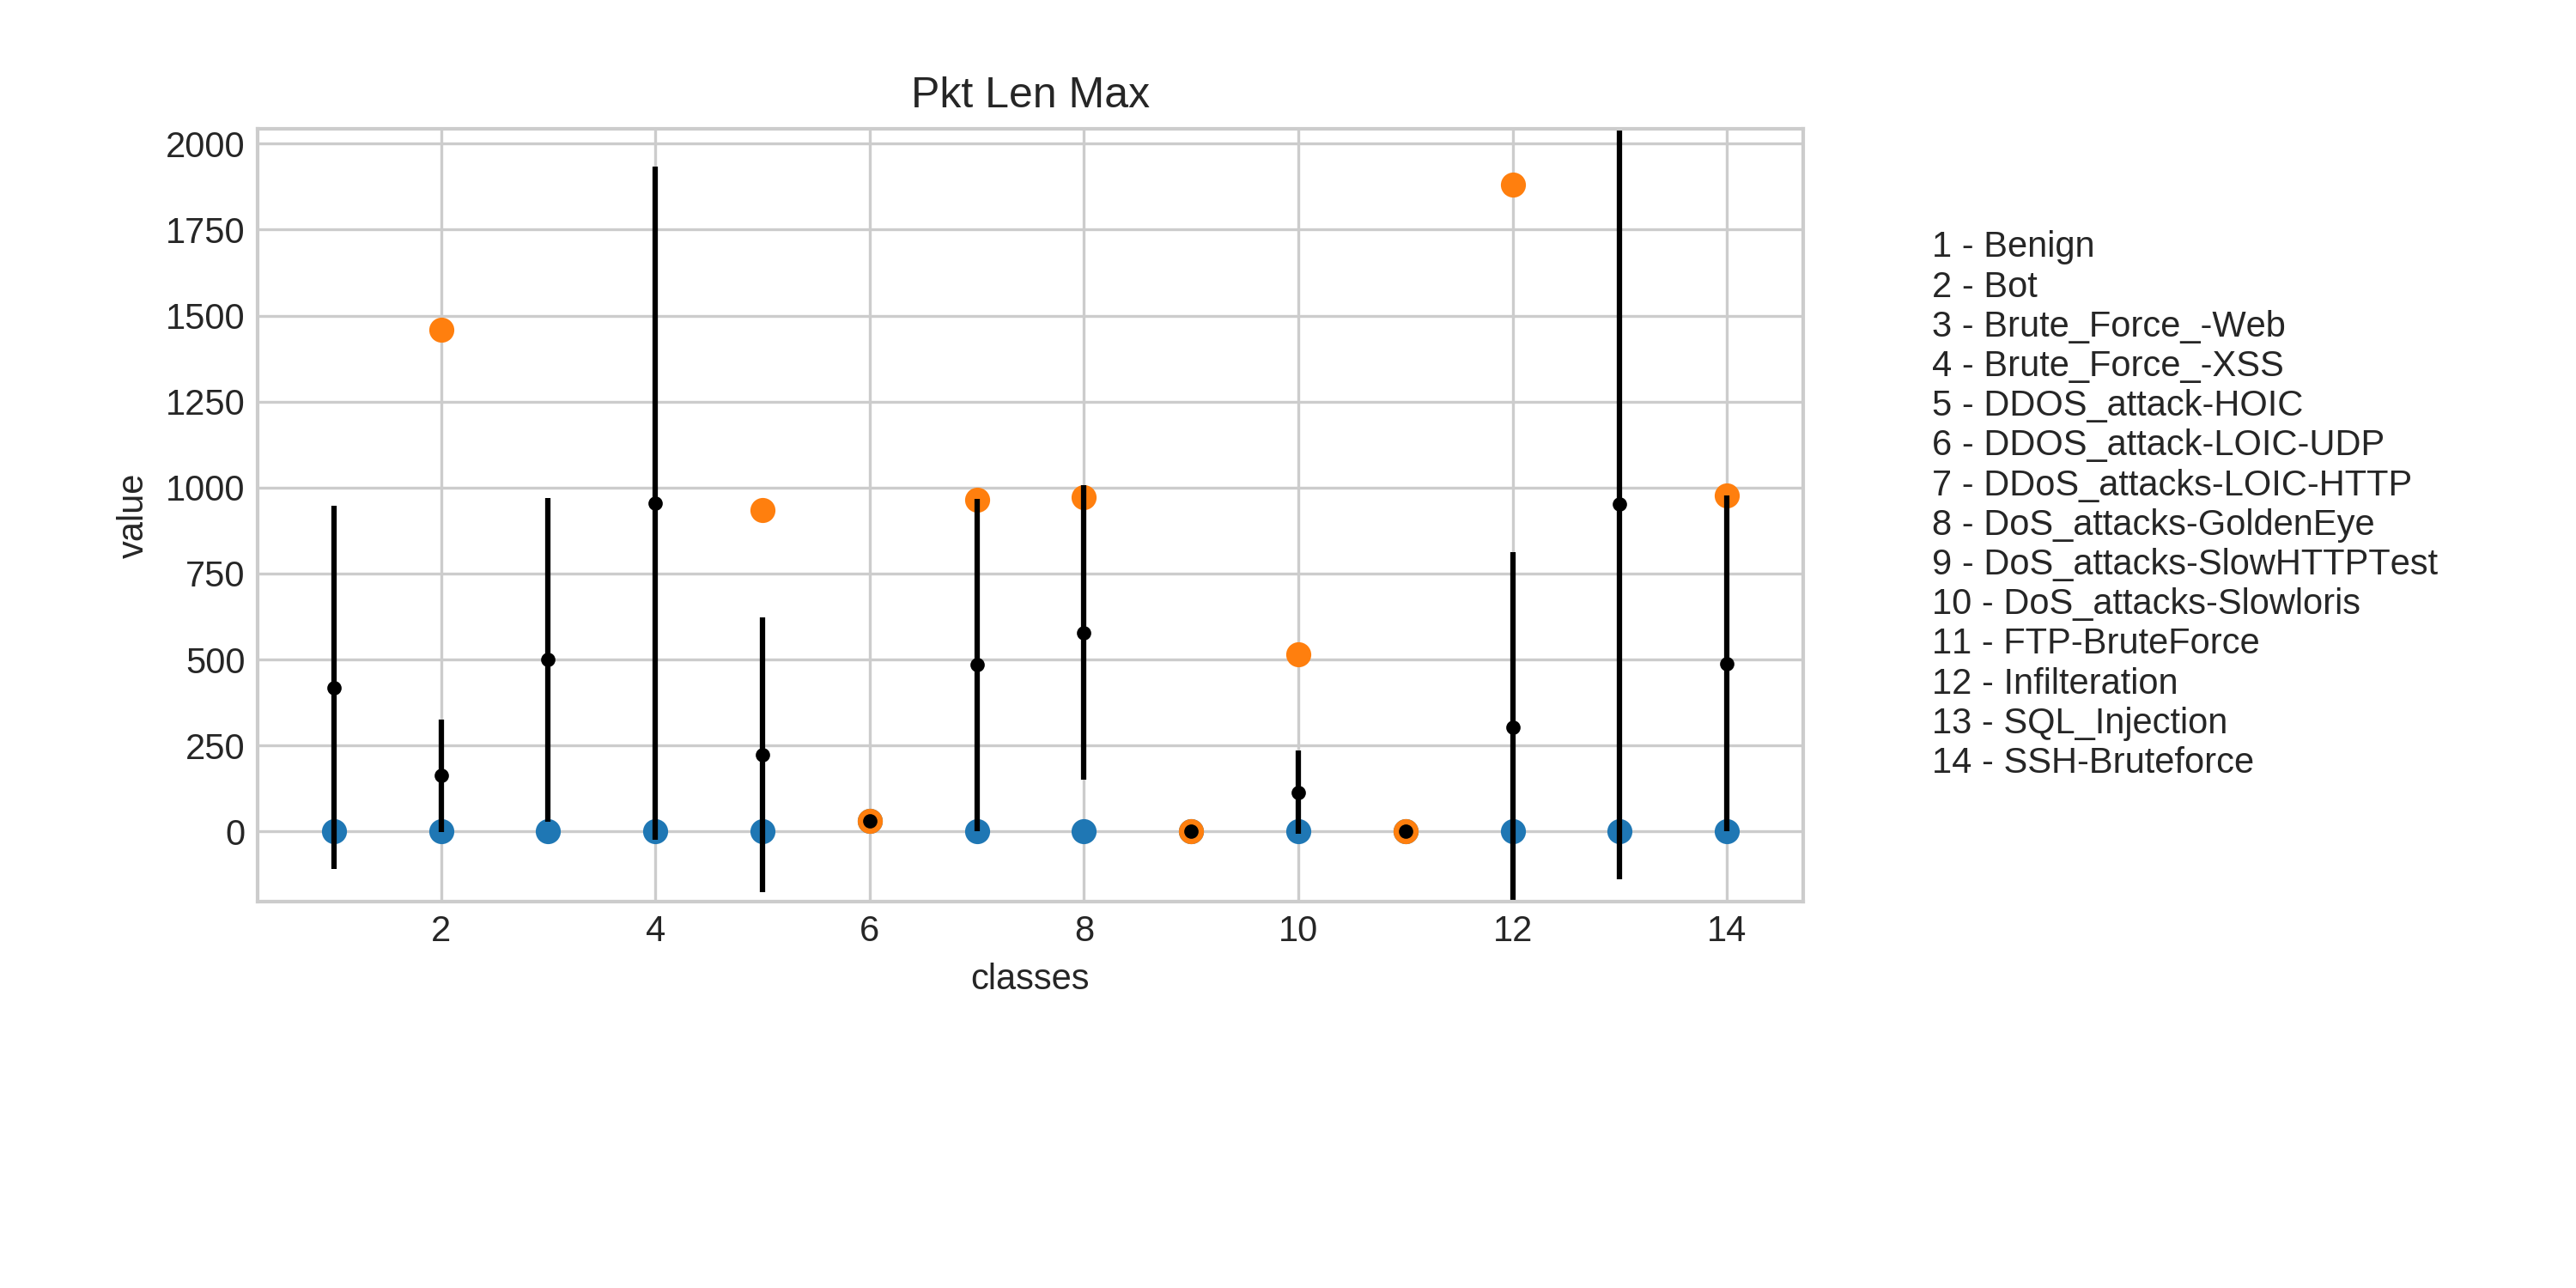 Pkt Len Max
2000
1750
1500
1250
1000
750
500
250
0
value
2 4 6 8 10 12 14
classes
1 - Benign
2 - Bot
3 - Brute_Force_-Web
4 - Brute_Force_-XSS
5 - DDOS_attack-HOIC
6 - DDOS_attack-LOIC-UDP
7 - DDoS_attacks-LOIC-HTTP
8 - DoS_attacks-GoldenEye
9 - DoS_attacks-SlowHTTPTest
10 - DoS_attacks-Slowloris
11 - FTP-BruteForce
12 - Infilteration
13 - SQL_Injection
14 - SSH-Bruteforce